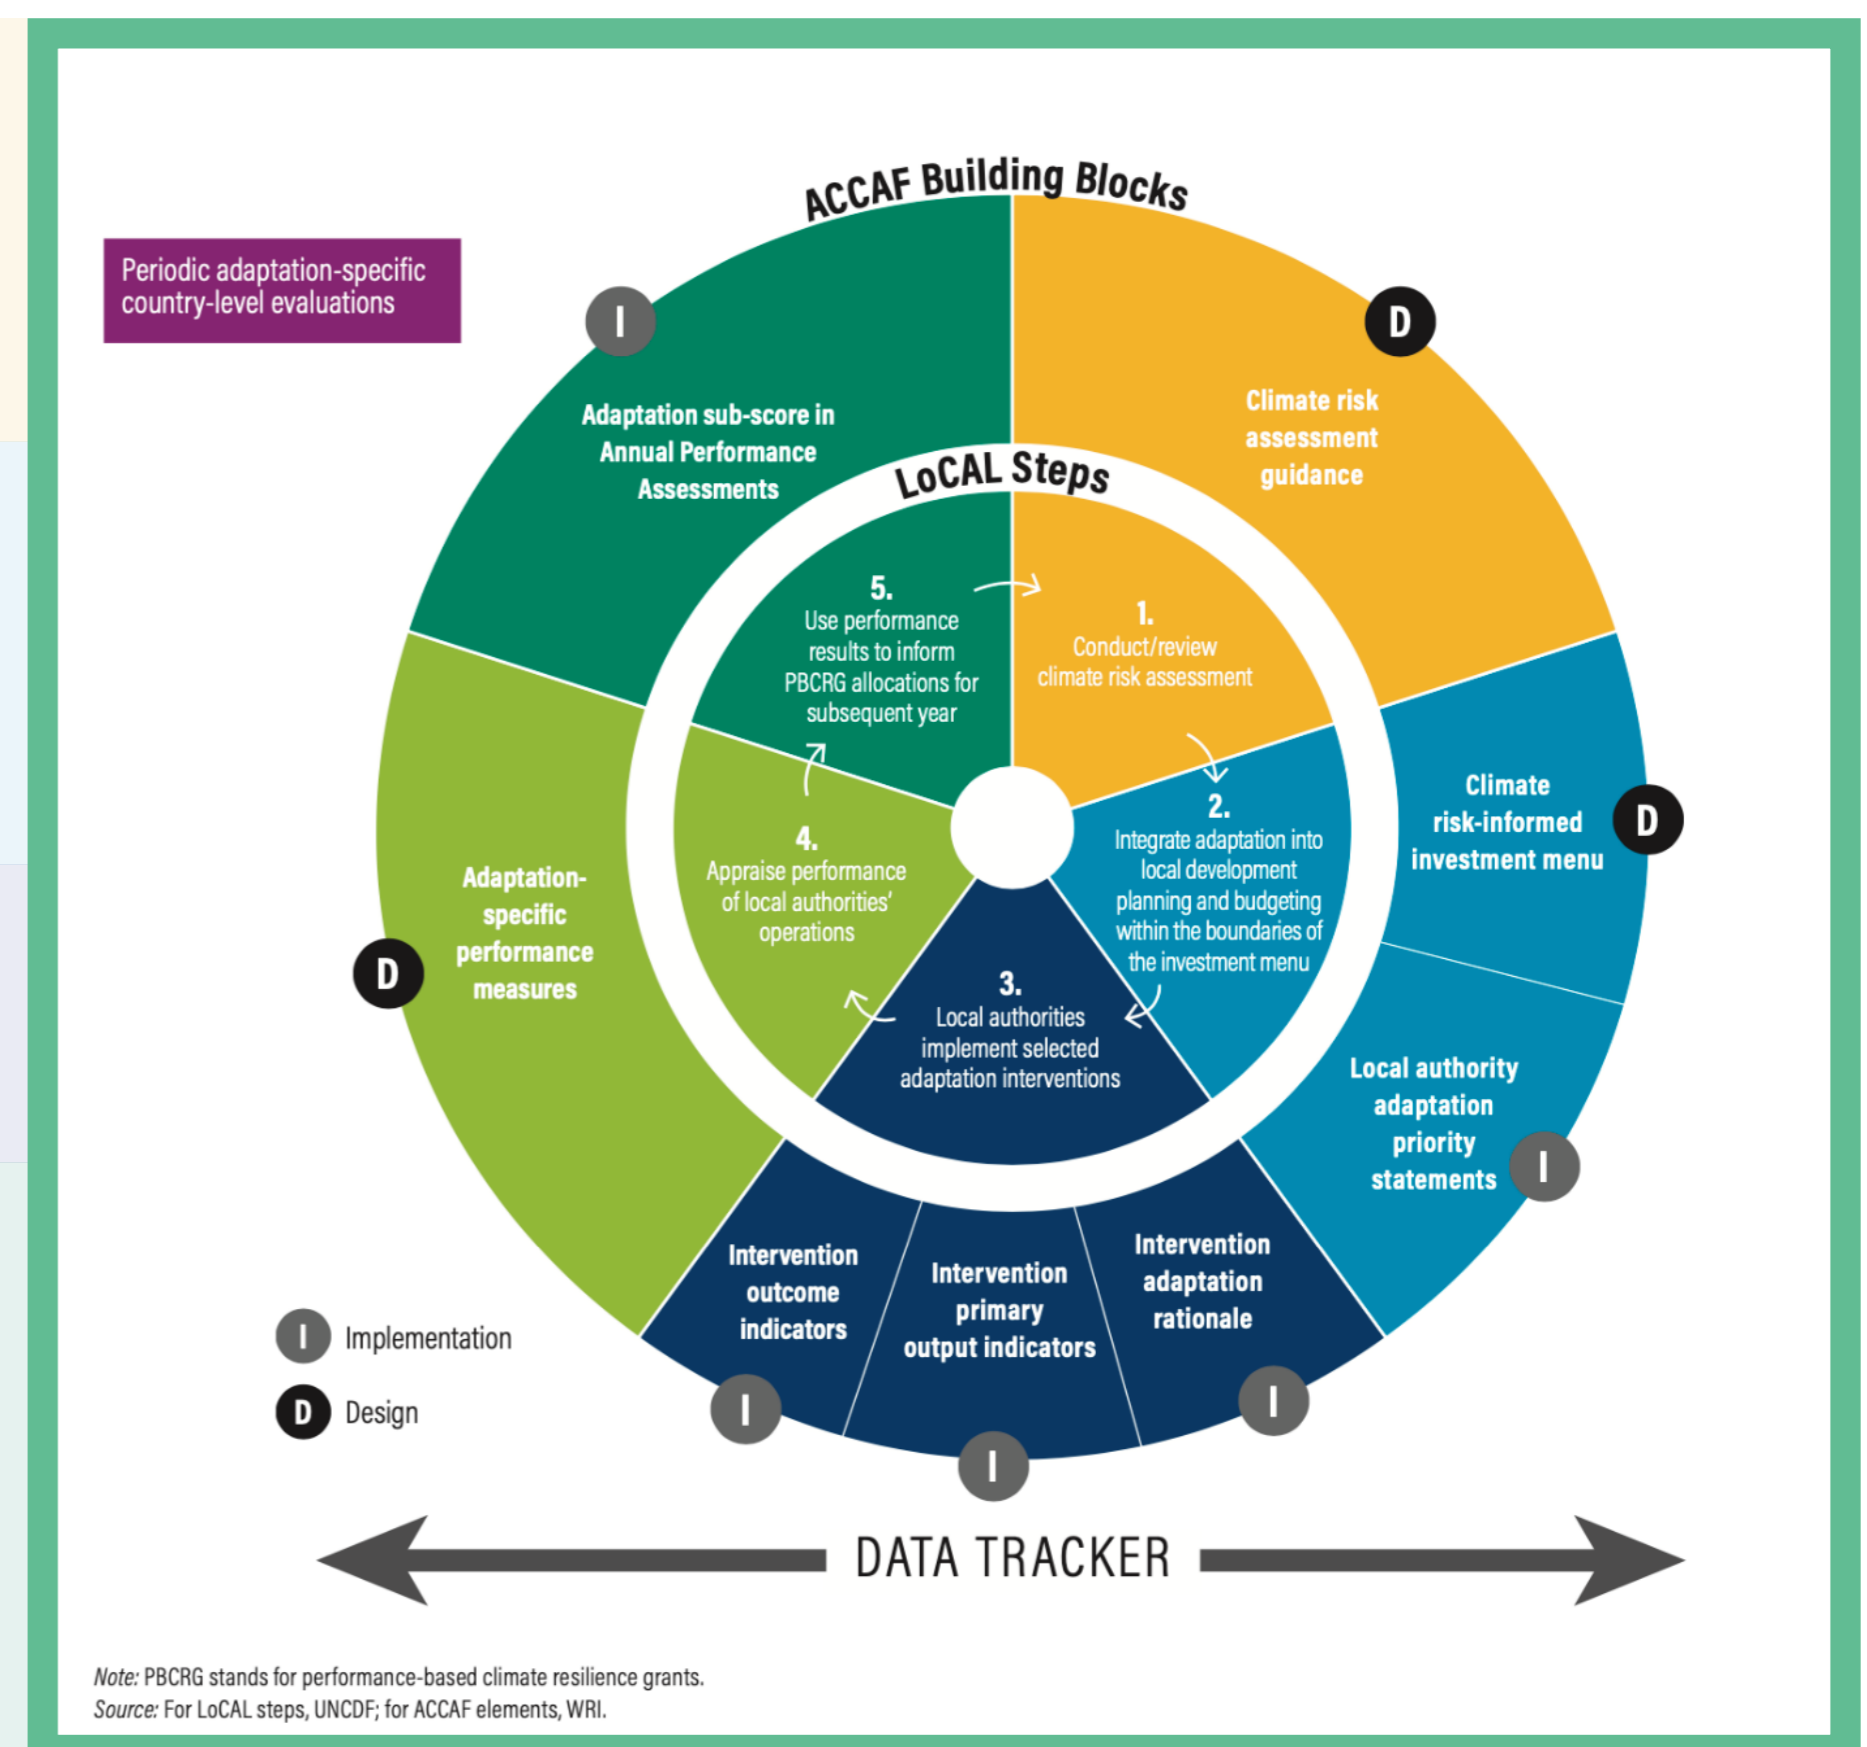 ACCAF Building Blocks
Periodic adaptation-specific
country-level evaluations
I
D
Adaptation sub-score in
Annual Performance
Assessments
Climate risk
assessment
guidance
LoCAL Steps
5.
Use performance
results to inform
PBCRG allocations for
subsequent year
1.
Conduct/review
climate risk assessment
2.
Integrate adaptation into
local development
planning and budgeting
within the boundaries of
the investment menu
3.
Local authorities
implement selected
adaptation interventions
4.
Appraise performance
of local authorities'
operations
Climate
risk-informed
investment menu
D
Local authority
adaptation
priority
statements
I
Intervention
adaptation
rationale
I
Intervention
primary
output indicators
I
Intervention
outcome
indicators
I
Adaptation-
specific
performance
measures
D
I Implementation
D Design
DATA TRACKER
Note: PBCRG stands for performance-based climate resilience grants.
Source: For LoCAL steps, UNCDF; for ACCAF elements, WRI.